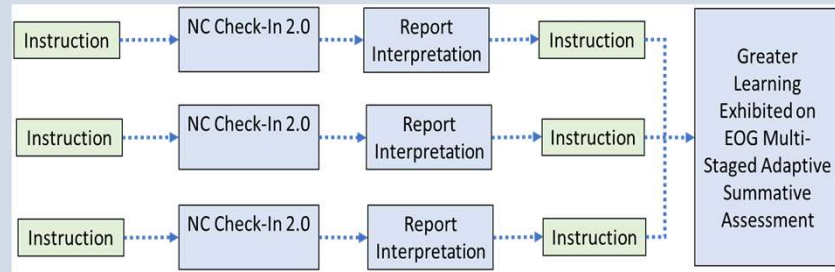 Instruction
NC Check-In 2.0
Report
Interpretation
Instruction
Instruction
NC Check-In 2.0
Report
Interpretation
Instruction
Instruction
NC Check-In 2.0
Report
Interpretation
Instruction
Greater
Learning
Exhibited on
EOG Multi-
Staged Adaptive
Summative
Assessment